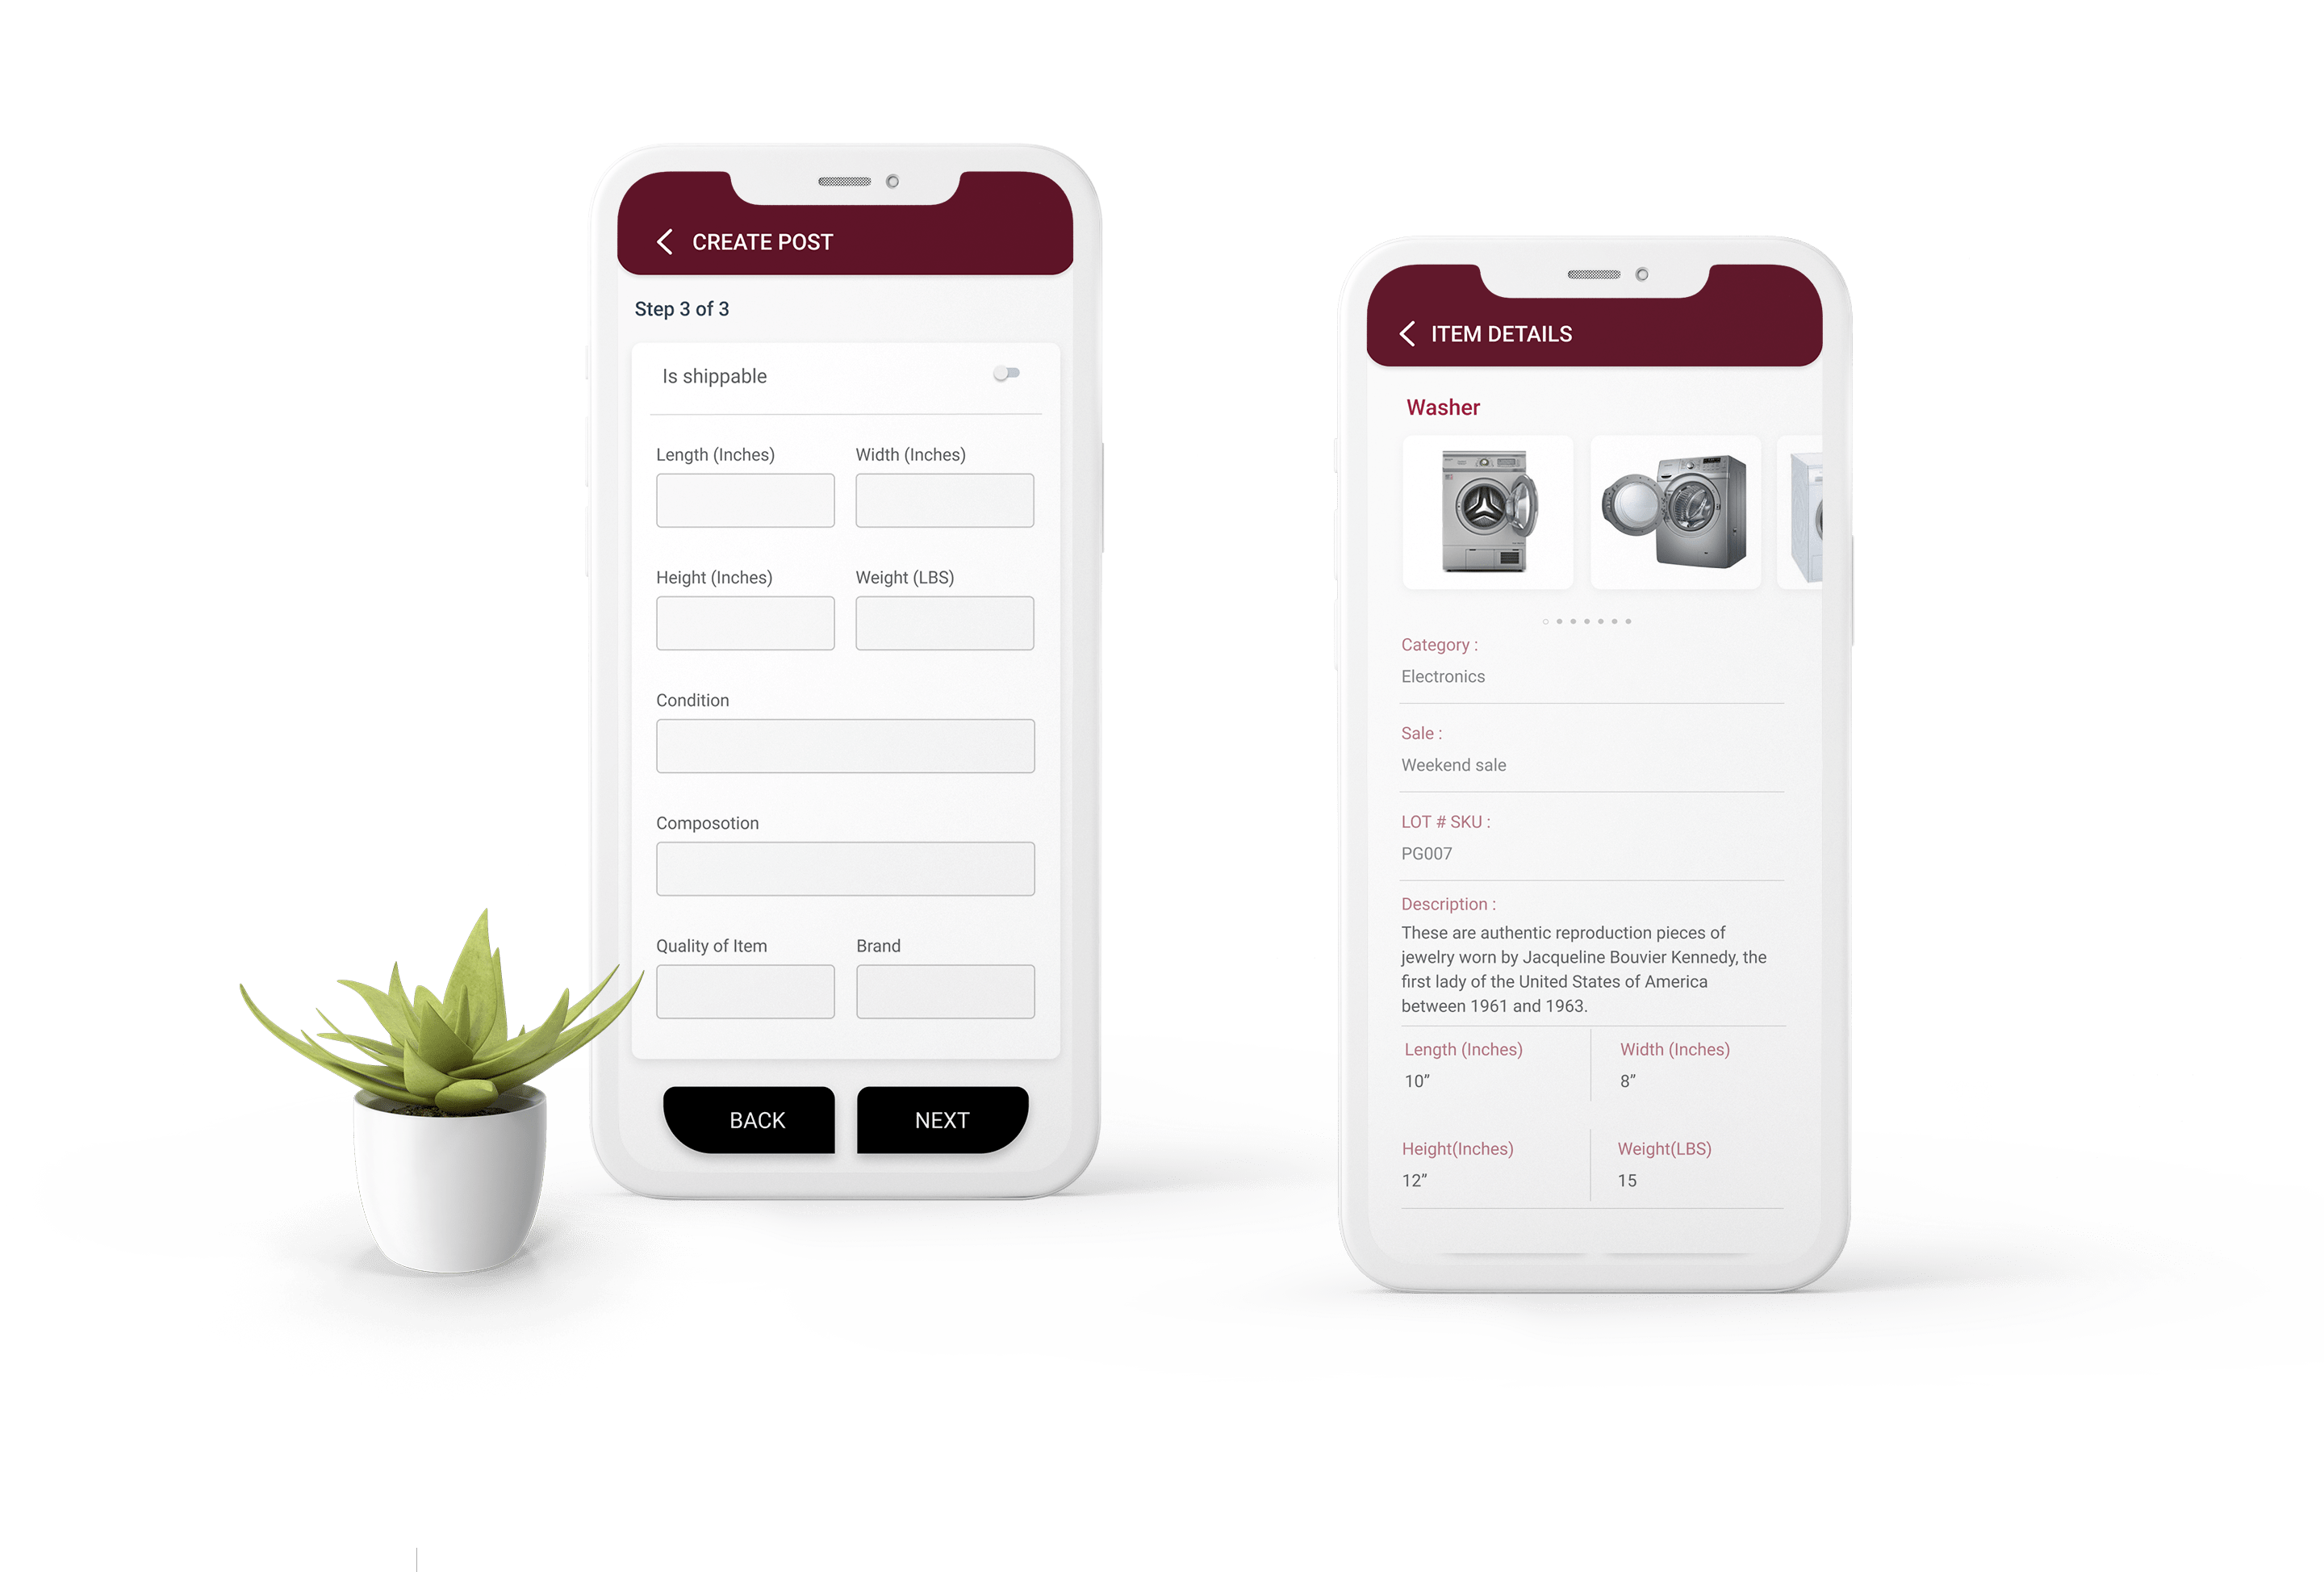 CREATE POST
Step 3 of 3
Is shippable
Length (Inches)
Width (Inches)
Height (Inches)
Weight (LBS)
Condition
Composotion
Quality of Item
Brand
BACK
NEXT
ITEM DETAILS
Washer
Category :
Electronics
Sale :
Weekend sale
LOT # SKU :
PG007
Description :
These are authentic reproduction pieces of
jewelry worn by Jacqueline Bouvier Kennedy, the
first lady of the United States of America
between 1961 and 1963.
Length (Inches)
Width (Inches)
10”
8”
Height(Inches)
Weight(LBS)
12”
15